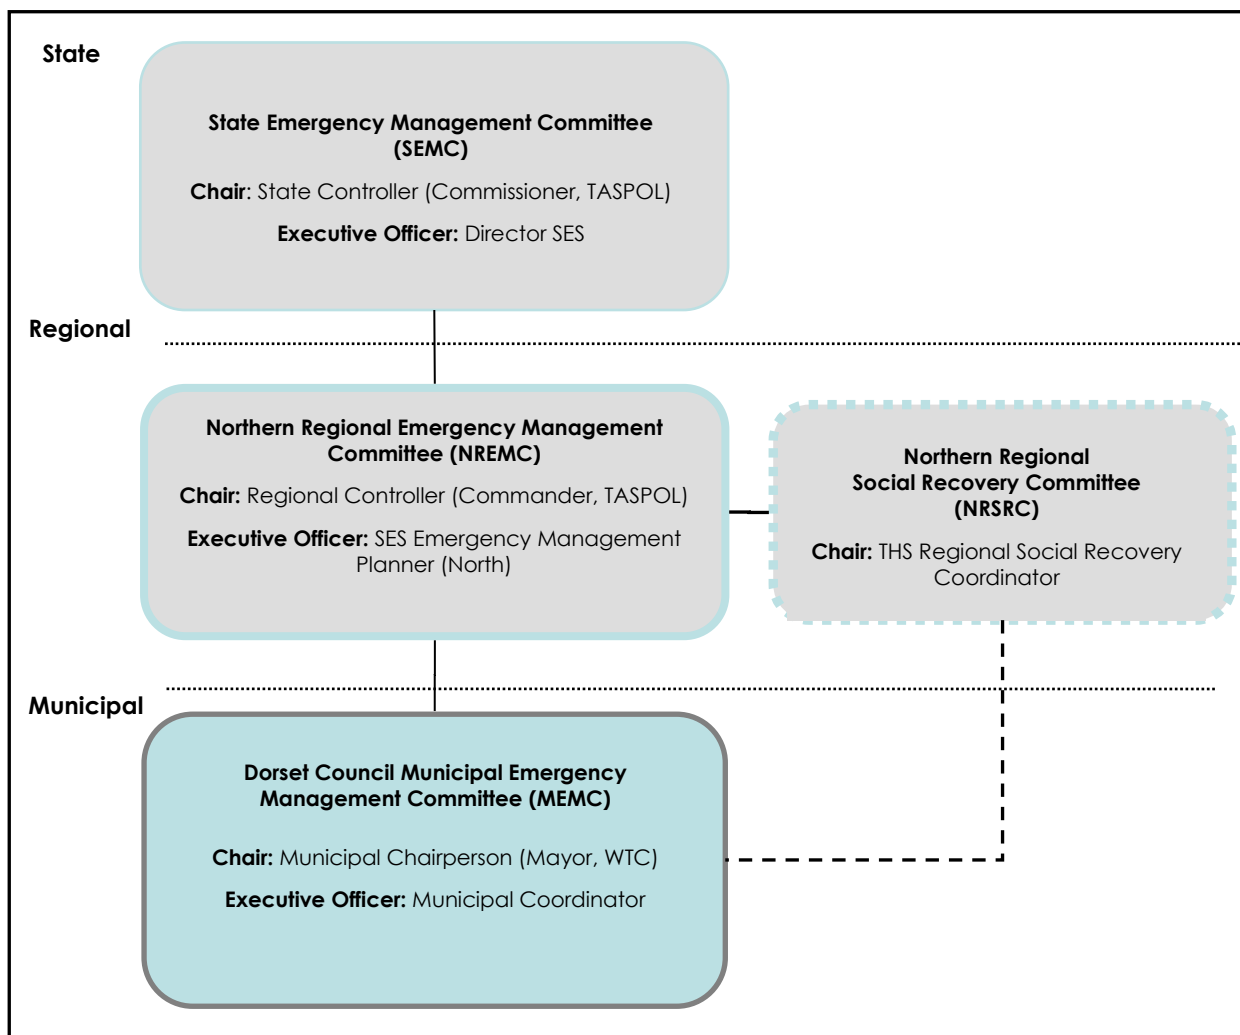 State
State Emergency Management Committee
(SEMC)
Chair: State Controller (Commissioner, TASPOL)
Executive Officer: Director SES
Regional
Northern Regional Emergency Management
Committee (NREMC)
Chair: Regional Controller (Commander, TASPOL)
Executive Officer: SES Emergency Management
Planner (North)
Northern Regional
Social Recovery Committee
(NRSRC)
Chair: THS Regional Social Recovery
Coordinator
Municipal
Dorset Council Municipal Emergency
Management Committee (MEMC)
Chair: Municipal Chairperson (Mayor, WTC)
Executive Officer: Municipal Coordinator